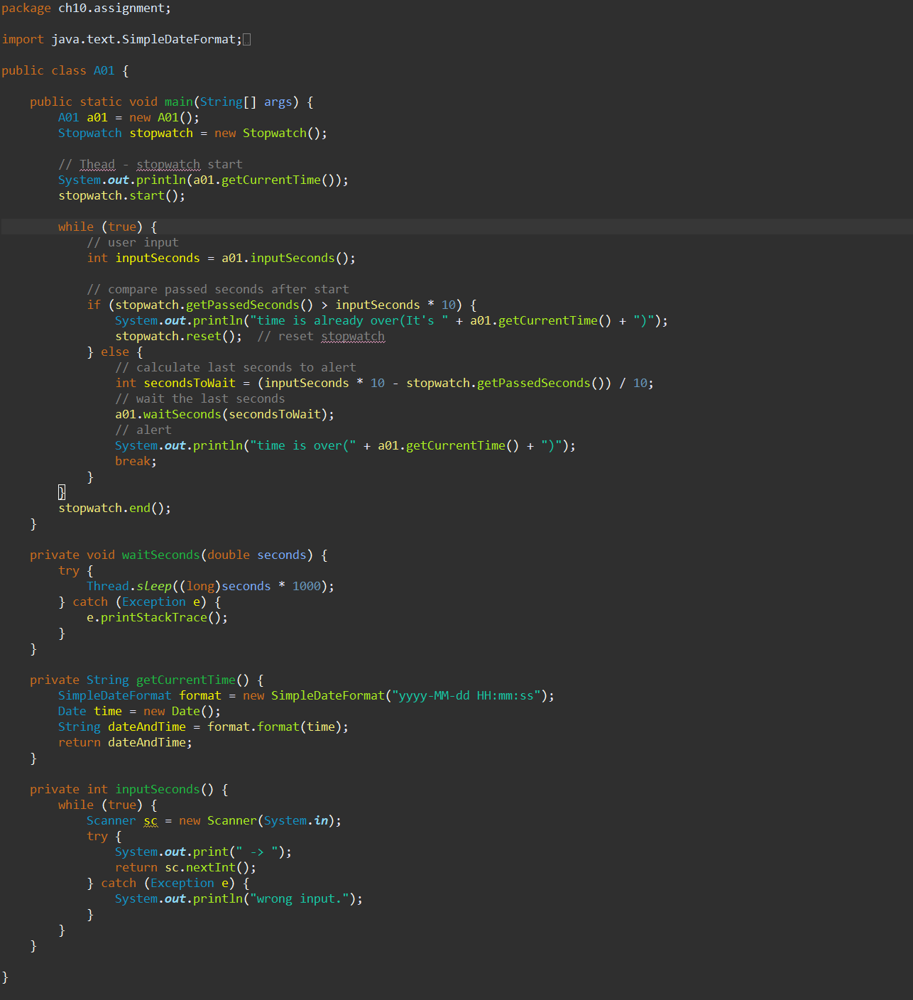 package ch10.assignment;
import java.text.SimpleDateFormat;
public class A01 {
public static void main(String[] args) {
A01 a01 = new A01();
Stopwatch stopwatch = new Stopwatch();
// Thead - stopwatch start
System.out.println(a01.getCurrentTime());
stopwatch.start();
while (true) {
// user input
int inputSeconds = a01.inputSeconds();
// compare passed seconds after start
if (stopwatch.getPassedSeconds() > inputSeconds * 10) {
System.out.println("time is already over(It's " + a01.getCurrentTime() + ")");
stopwatch.reset();  // reset stopwatch
} else {
// calculate last seconds to alert
int secondsToWait = (inputSeconds * 10 - stopwatch.getPassedSeconds()) / 10;
// wait the last seconds
a01.waitSeconds(secondsToWait);
// alert
System.out.println("time is over(" + a01.getCurrentTime() + ")");
break;
}
}
stopwatch.end();
}
private void waitSeconds(double seconds) {
try {
Thread.sleep((long)seconds * 1000);
} catch (Exception e) {
e.printStackTrace();
}
}
private String getCurrentTime() {
SimpleDateFormat format = new SimpleDateFormat("yyyy-MM-dd HH:mm:ss");
Date time = new Date();
String dateAndTime = format.format(time);
return dateAndTime;
}
private int inputSeconds() {
while (true) {
Scanner sc = new Scanner(System.in);
try {
System.out.print(" -> ");
return sc.nextInt();
} catch (Exception e) {
System.out.println("wrong input.");
}
}
}
}